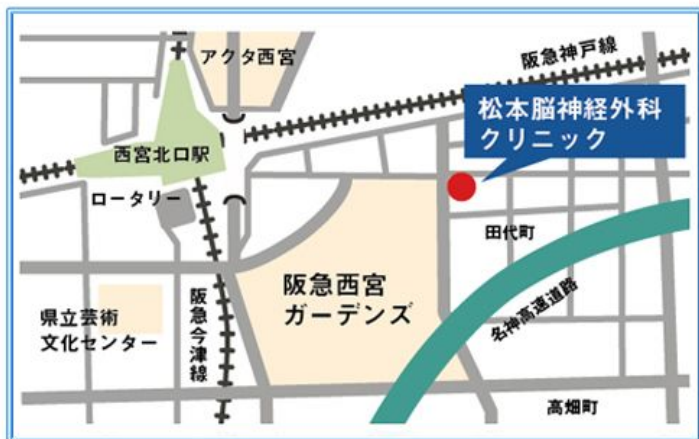 アクタ西宮
阪急神戸線
松本脳神経外科
クリニック
西宮北口駅
ロータリー
田代町
阪急西宮
ガーデンズ
県立芸術
文化センター
阪急今津線
名神高速道路
高畑町